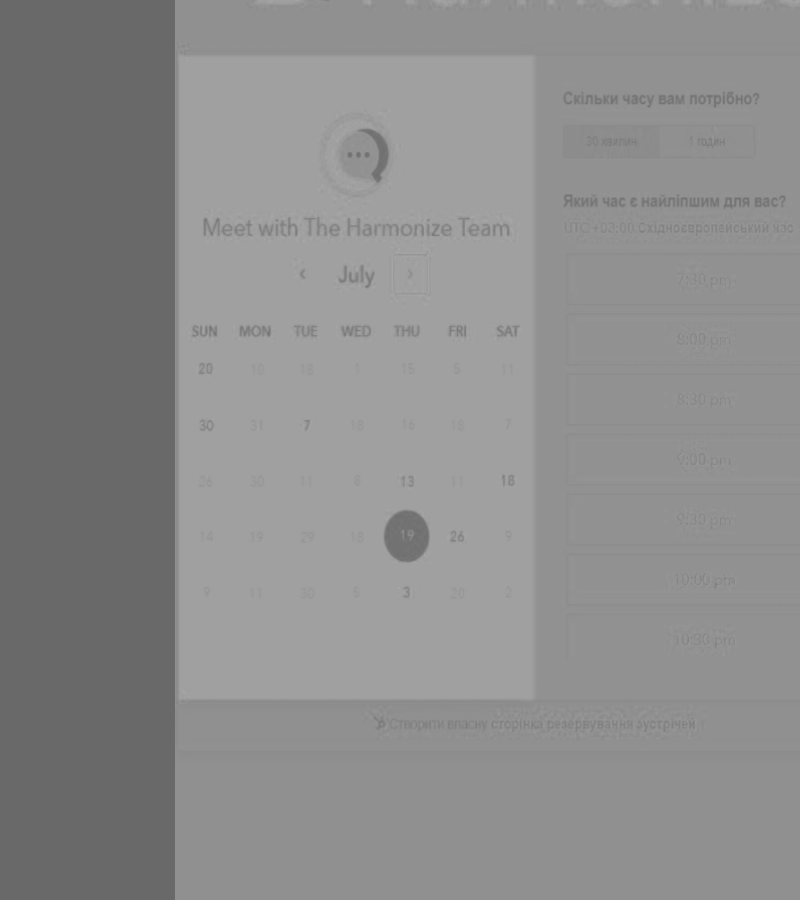 Meet with The Harmonize Team
‹ July ›
SUN MON TUE WED THU FRI SAT
20 10 18 1 15 5 11
30 31 7 18 16 18 7
26 30 11 8 13 11 18
14 19 29 18 19 26 9
9 11 30 6 3 20 2
Скільки часу вам потрібно?
30 хвилин 1 годин
Який час є найліпшим для вас?
UTC +03:00 Східноєвропейський час
7:30 pm
8:00 pm
8:30 pm
9:00 pm
9:30 pm
10:00 pm
10:30 pm
Створити власну сторінка резервування зустрічей